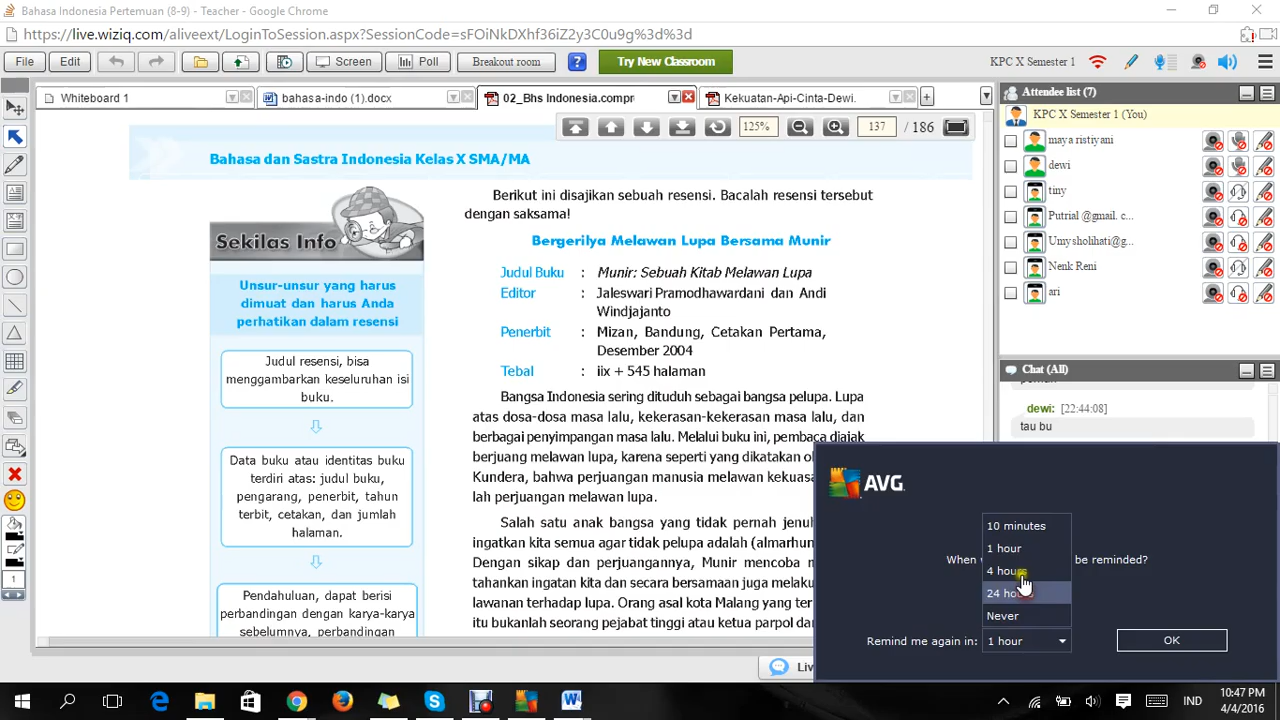 Bahasa Indonesia Pertemuan (8-9) - Teacher - Google Chrome
https://live.wiziq.com/aliveext/LoginToSession.aspx?SessionCode=sFOiNkDXhf36iZ2y3C0u9g%3d%3d
File Edit Screen Poll Breakout room ? Try New Classroom KPC X Semester 1
Whiteboard 1 bahasa-indo (1).docx 02_Bhs Indonesia.compr Kekuatan-Api-Cinta-Dewi.
Attendee list (7)
KPC X Semester 1 (You)
maya ristiyani
dewi
tiny
Putrial @gmail. c...
Umysholihati@g...
Nenk Reni
ari
125% 137 / 186
Bahasa dan Sastra Indonesia Kelas X SMA/MA
Sekilas Info
Unsur-unsur yang harus
dimuat dan harus Anda
perhatikan dalam resensi
Judul resensi, bisa
menggambarkan keseluruhan isi
buku.
Data buku atau identitas buku
terdiri atas: judul buku,
pengarang, penerbit, tahun
terbit, cetakan, dan jumlah
halaman.
Pendahuluan, dapat berisi
perbandingan dengan karya-karya
sebelumnya, perbandingan
Berikut ini disajikan sebuah resensi. Bacalah resensi tersebut
dengan saksama!
Bergerilya Melawan Lupa Bersama Munir
Judul Buku : Munir: Sebuah Kitab Melawan Lupa
Editor : Jaleswari Pramodhawardani dan Andi
Windjajanto
Penerbit : Mizan, Bandung, Cetakan Pertama,
Desember 2004
Tebal : iix + 545 halaman
Bangsa Indonesia sering dituduh sebagai bangsa pelupa. Lupa
atas dosa-dosa masa lalu, kekerasan-kekerasan masa lalu, dan
berbagai penyimpangan masa lalu. Melalui buku ini, pembaca diajak
berjuang melawan lupa, karena seperti yang dikatakan
Kundera, bahwa perjuangan manusia melawan
lah perjuangan melawan lupa.
Salah satu anak bangsa yang tidak pernah
ingatkan kita semua agar tidak pelupa adalah (almarhum
Dengan sikap dan perjuangannya, Munir mencoba
tahankan ingatan kita dan secara bersamaan juga
lawanan terhadap lupa. Orang asal kota Malang yang
itu bukanlah seorang pejabat tinggi atau ketua parpol
Chat (All)
dewi: [22:44:08]
tau bu
AVG
When be reminded?
10 minutes
1 hour
4 hours
24 hours
Never
Remind me again in: 1 hour OK
IND
10:47 PM
4/4/2016
1